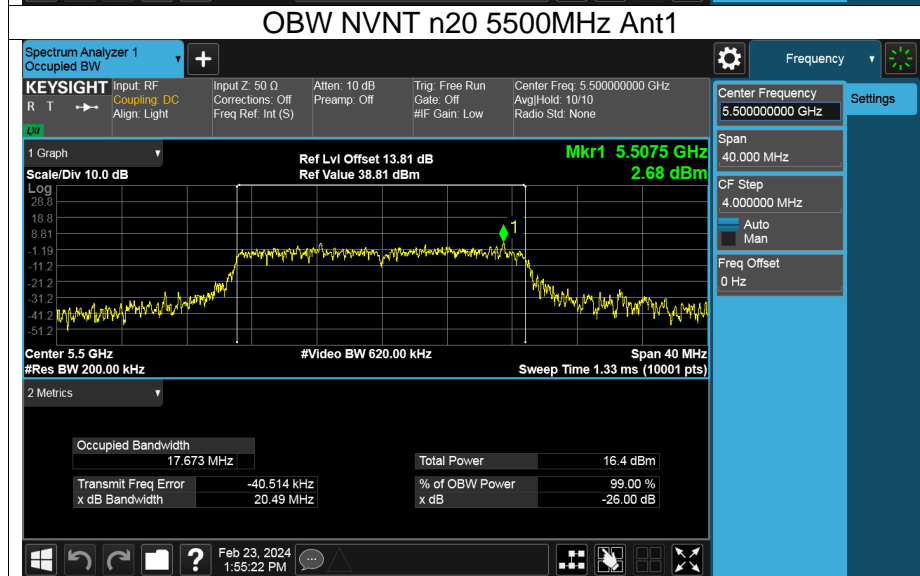 OBW NVNT n20 5500MHz Ant1
Spectrum Analyzer 1
Occupied BW
+
Frequency
KEYSIGHT
R T
LXI
Input: RF
Coupling: DC
Align: Light
Input Z: 50 Ω
Corrections: Off
Freq Ref: Int (S)
Atten: 10 dB
Preamp: Off
Trig: Free Run
Gate: Off
#IF Gain: Low
Center Freq: 5.500000000 GHz
Avg|Hold: 10/10
Radio Std: None
Center Frequency
5.500000000 GHz
Settings
Span
40.000 MHz
CF Step
4.000000 MHz
Auto
Man
Freq Offset
0 Hz
1 Graph
Scale/Div 10.0 dB
Ref Lvl Offset 13.81 dB
Ref Value 38.81 dBm
Mkr1 5.5075 GHz
2.68 dBm
Log
28.8
18.8
8.81
-1.19
-11.2
-21.2
-31.2
-41.2
-51.2
1
Center 5.5 GHz
#Video BW 620.00 kHz
Span 40 MHz
#Res BW 200.00 kHz
Sweep Time 1.33 ms (10001 pts)
2 Metrics
Occupied Bandwidth
17.673 MHz
Total Power 16.4 dBm
Transmit Freq Error -40.514 kHz
% of OBW Power 99.00 %
x dB Bandwidth 20.49 MHz
x dB -26.00 dB
?
Feb 23, 2024
1:55:22 PM